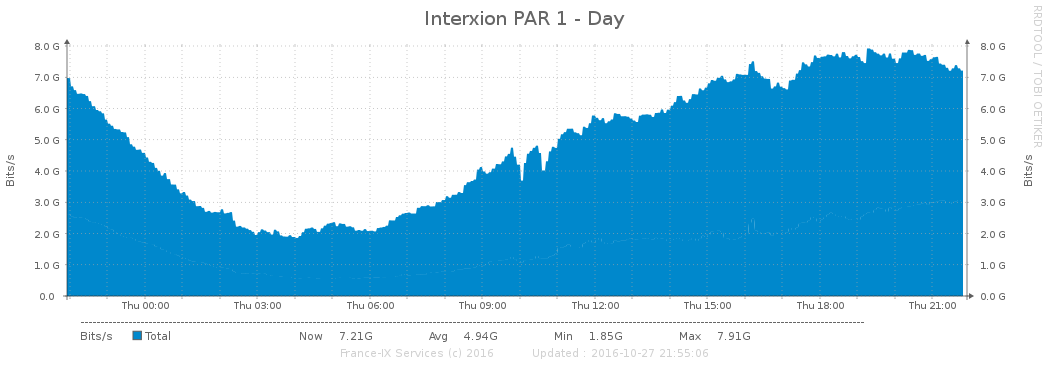 Interxion PAR 1 - Day
RRDTOOL / TOBI OETIKER
Bits/s
8.0 G 8.0 G
7.0 G 7.0 G
6.0 G 6.0 G
5.0 G 5.0 G
4.0 G 4.0 G
3.0 G 3.0 G
2.0 G 2.0 G
1.0 G 1.0 G
0.0 0.0 G
Bits/s
Thu 00:00 Thu 03:00 Thu 06:00 Thu 09:00 Thu 12:00 Thu 15:00 Thu 18:00 Thu 21:00
Bits/s Total Now 7.21G Avg 4.94G Min 1.85G Max 7.91G
France-IX Services (c) 2016 Updated : 2016-10-27 21:55:06